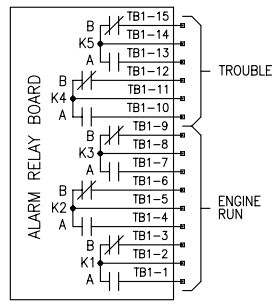 B TB1-15
K5 TB1-14
A TB1-13
B TB1-12
K4 TB1-11
A TB1-10
B TB1-9
K3 TB1-8
A TB1-7
B TB1-6
K2 TB1-5
A TB1-4
B TB1-3
K1 TB1-2
A TB1-1
ALARM RELAY BOARD
TROUBLE
ENGINE
RUN